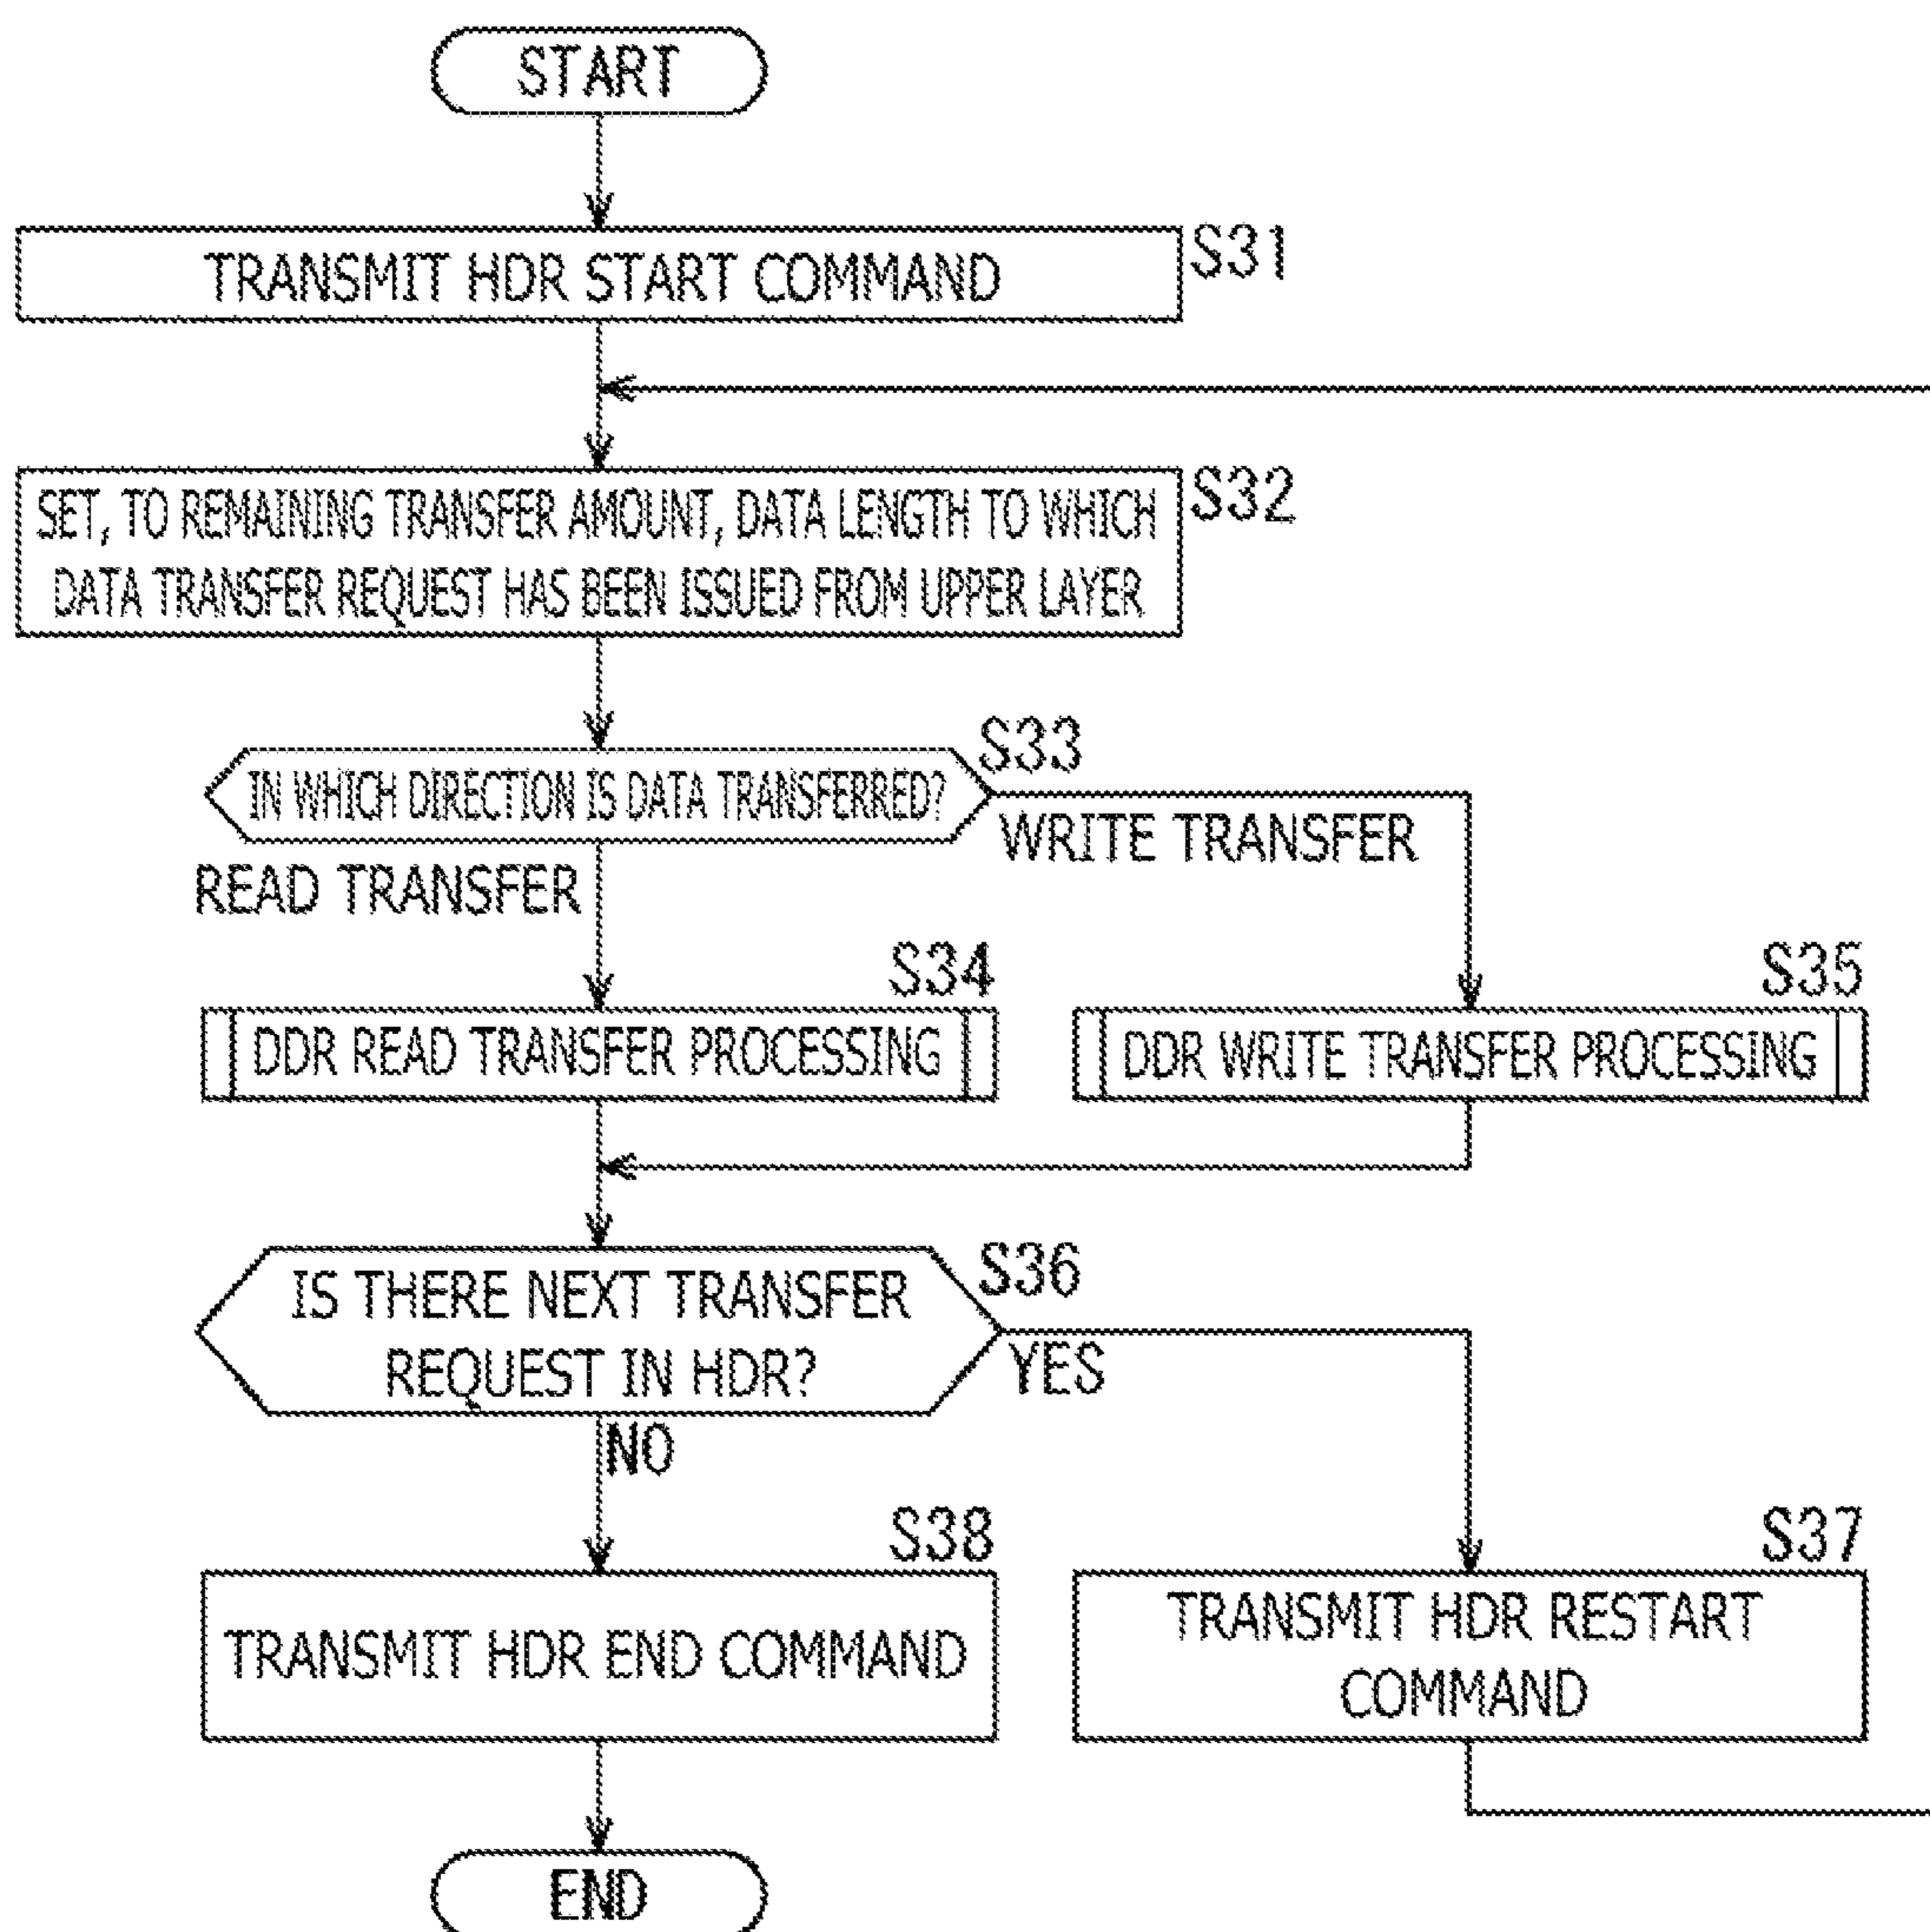 START
TRANSMIT HDR START COMMAND
S31
SET, TO REMAINING TRANSFER AMOUNT, DATA LENGTH TO WHICH
DATA TRANSFER REQUEST HAS BEEN ISSUED FROM UPPER LAYER
S32
IN WHICH DIRECTION IS DATA TRANSFERRED?
S33
WRITE TRANSFER
READ TRANSFER
S34
DDR READ TRANSFER PROCESSING
S35
DDR WRITE TRANSFER PROCESSING
IS THERE NEXT TRANSFER
REQUEST IN HDR?
S36
YES
NO
S38
TRANSMIT HDR END COMMAND
S37
TRANSMIT HDR RESTART
COMMAND
END